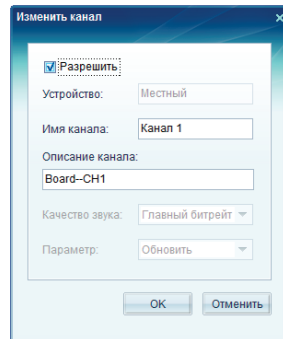 Изменить канал
Разрешить
Устройство: Местный
Имя канала: Канал 1
Описание канала:
Board--CH1
Качество звука: Главный битрейт
Параметр: Обновить
OK Отменить